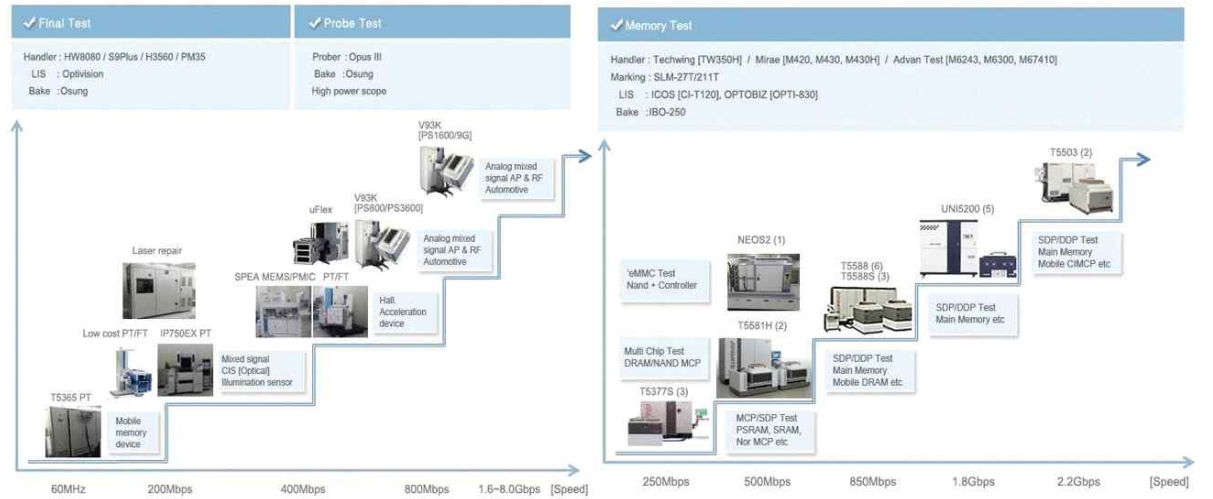 Final Test
Handler : HW8080 / S9Plus / H3560 / PM35
LIS : Optivision
Bake :Osung
Probe Test
Prober : Opus III
Bake :Osung
High power scope
V93K
[PS1600/9G]
Analog mixed
signal AP & RF
Automotive
V93K
[PS800/PS3600]
uFlex
Analog mixed
signal AP & RF
Automotive
Laser repair
SPEA MEMS/PMIC PT/FT
Hall.
Acceleration
device
Low cost PT/FT
IP750EX PT
Mixed signal
CIS [Optical]
Illumination sensor
T5365 PT
Mobile
memory
device
60MHz
200Mbps
400Mbps
800Mbps
1.6~8.0Gbps
[Speed]
Memory Test
Handler : Techwing [TW350H] / Mirae [M420, M430, M430H] / Advan Test [M6243, M6300, M67410]
Marking : SLM-27T/211T
LIS : ICOS [CI-T120], OPTOBIZ [OPTI-830]
Bake :IBO-250
T5503 (2)
UNI5200 (5)
SDP/DDP Test
Main Memory
Mobile CIMCP etc
NEOS2 (1)
'eMMC Test
Nand + Controller
T5588 (6)
T5588S (3)
SDP/DDP Test
Main Memory etc
T5581H (2)
Multi Chip Test
DRAM/NAND MCP
SDP/DDP Test
Main Memory
Mobile DRAM etc
T5377S (3)
MCP/SDP Test
PSRAM, SRAM,
Nor MCP etc
250Mbps
500Mbps
850Mbps
1.8Gbps
2.2Gbps
[Speed]